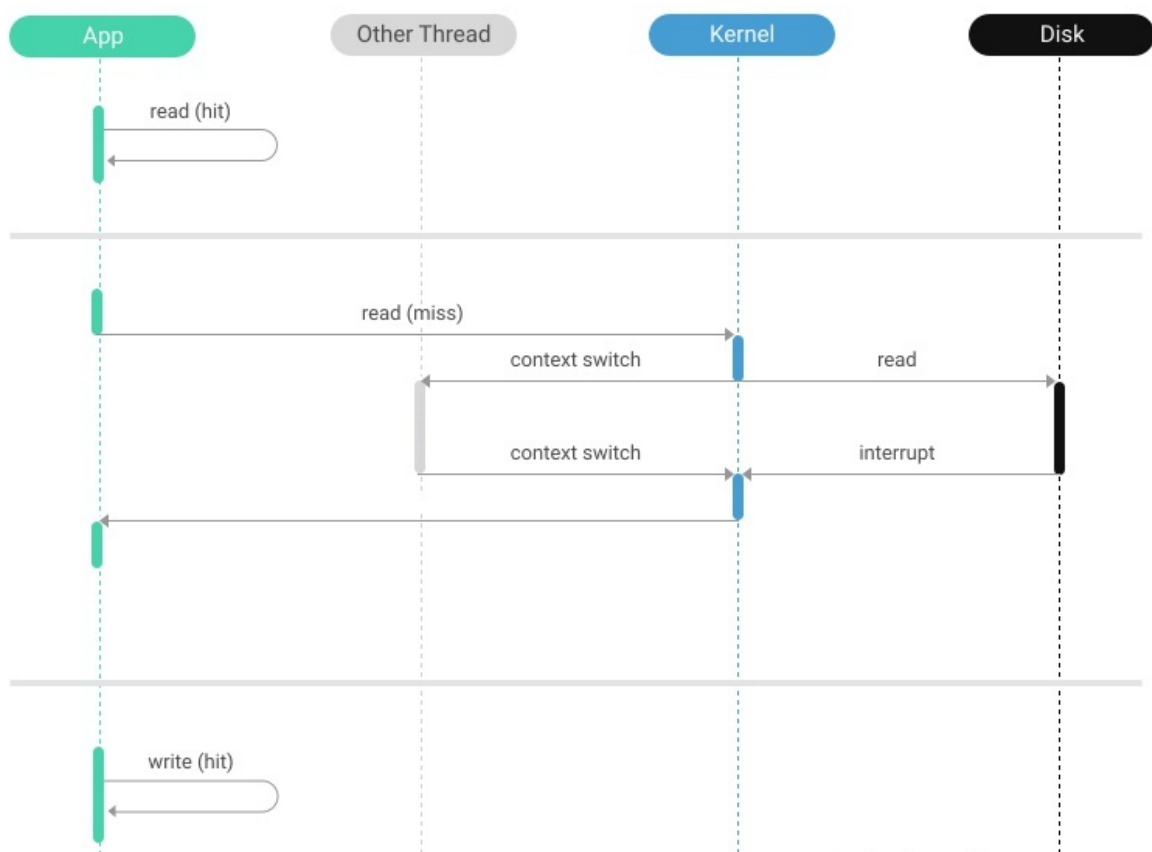 App
Other Thread
Kernel
Disk
read (hit)
read (miss)
context switch
read
context switch
interrupt
write (hit)